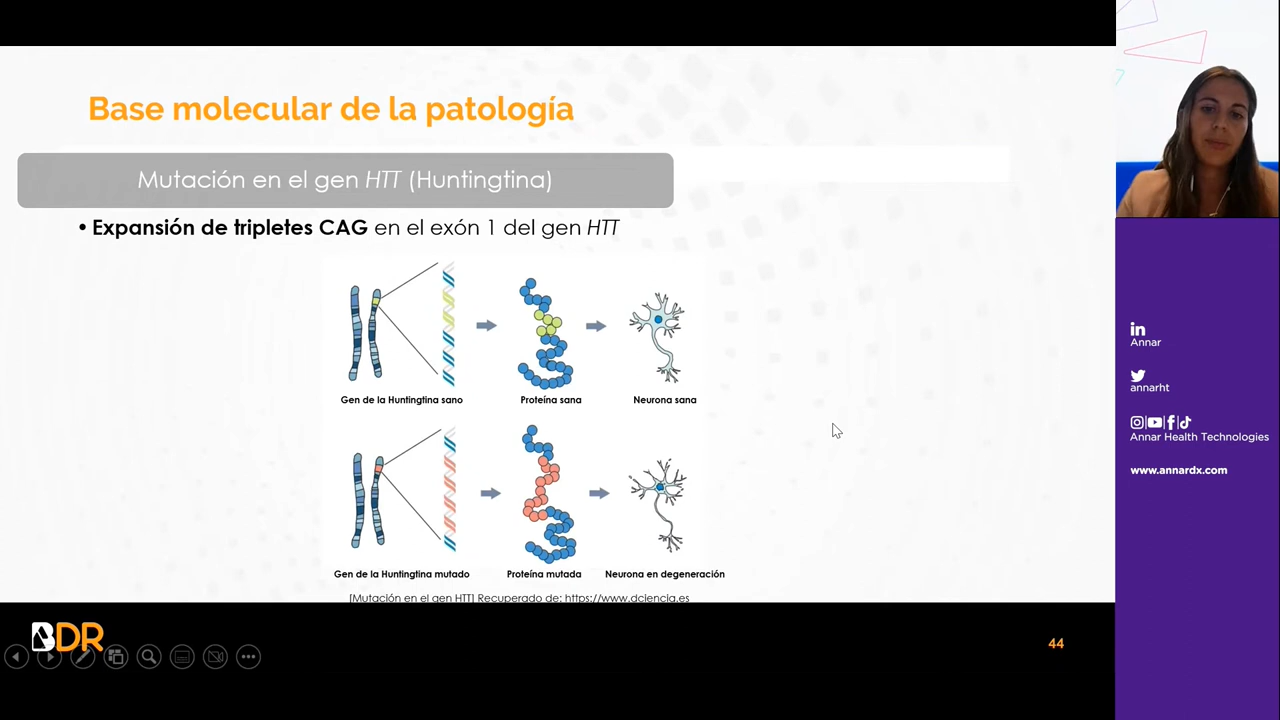 Base molecular de la patología
Mutación en el gen HTT (Huntingtina)
• Expansión de tripletes CAG en el exón 1 del gen HTT
Gen de la Huntingtina sano
Proteína sana
Neurona sana
Gen de la Huntingtina mutado
Proteína mutada
Neurona en degeneración
[Mutación en el gen HTT] Recuperado de: https://www.dciencia.es
BDR
44
in
Annar
annarht
Annar Health Technologies
www.annardx.com